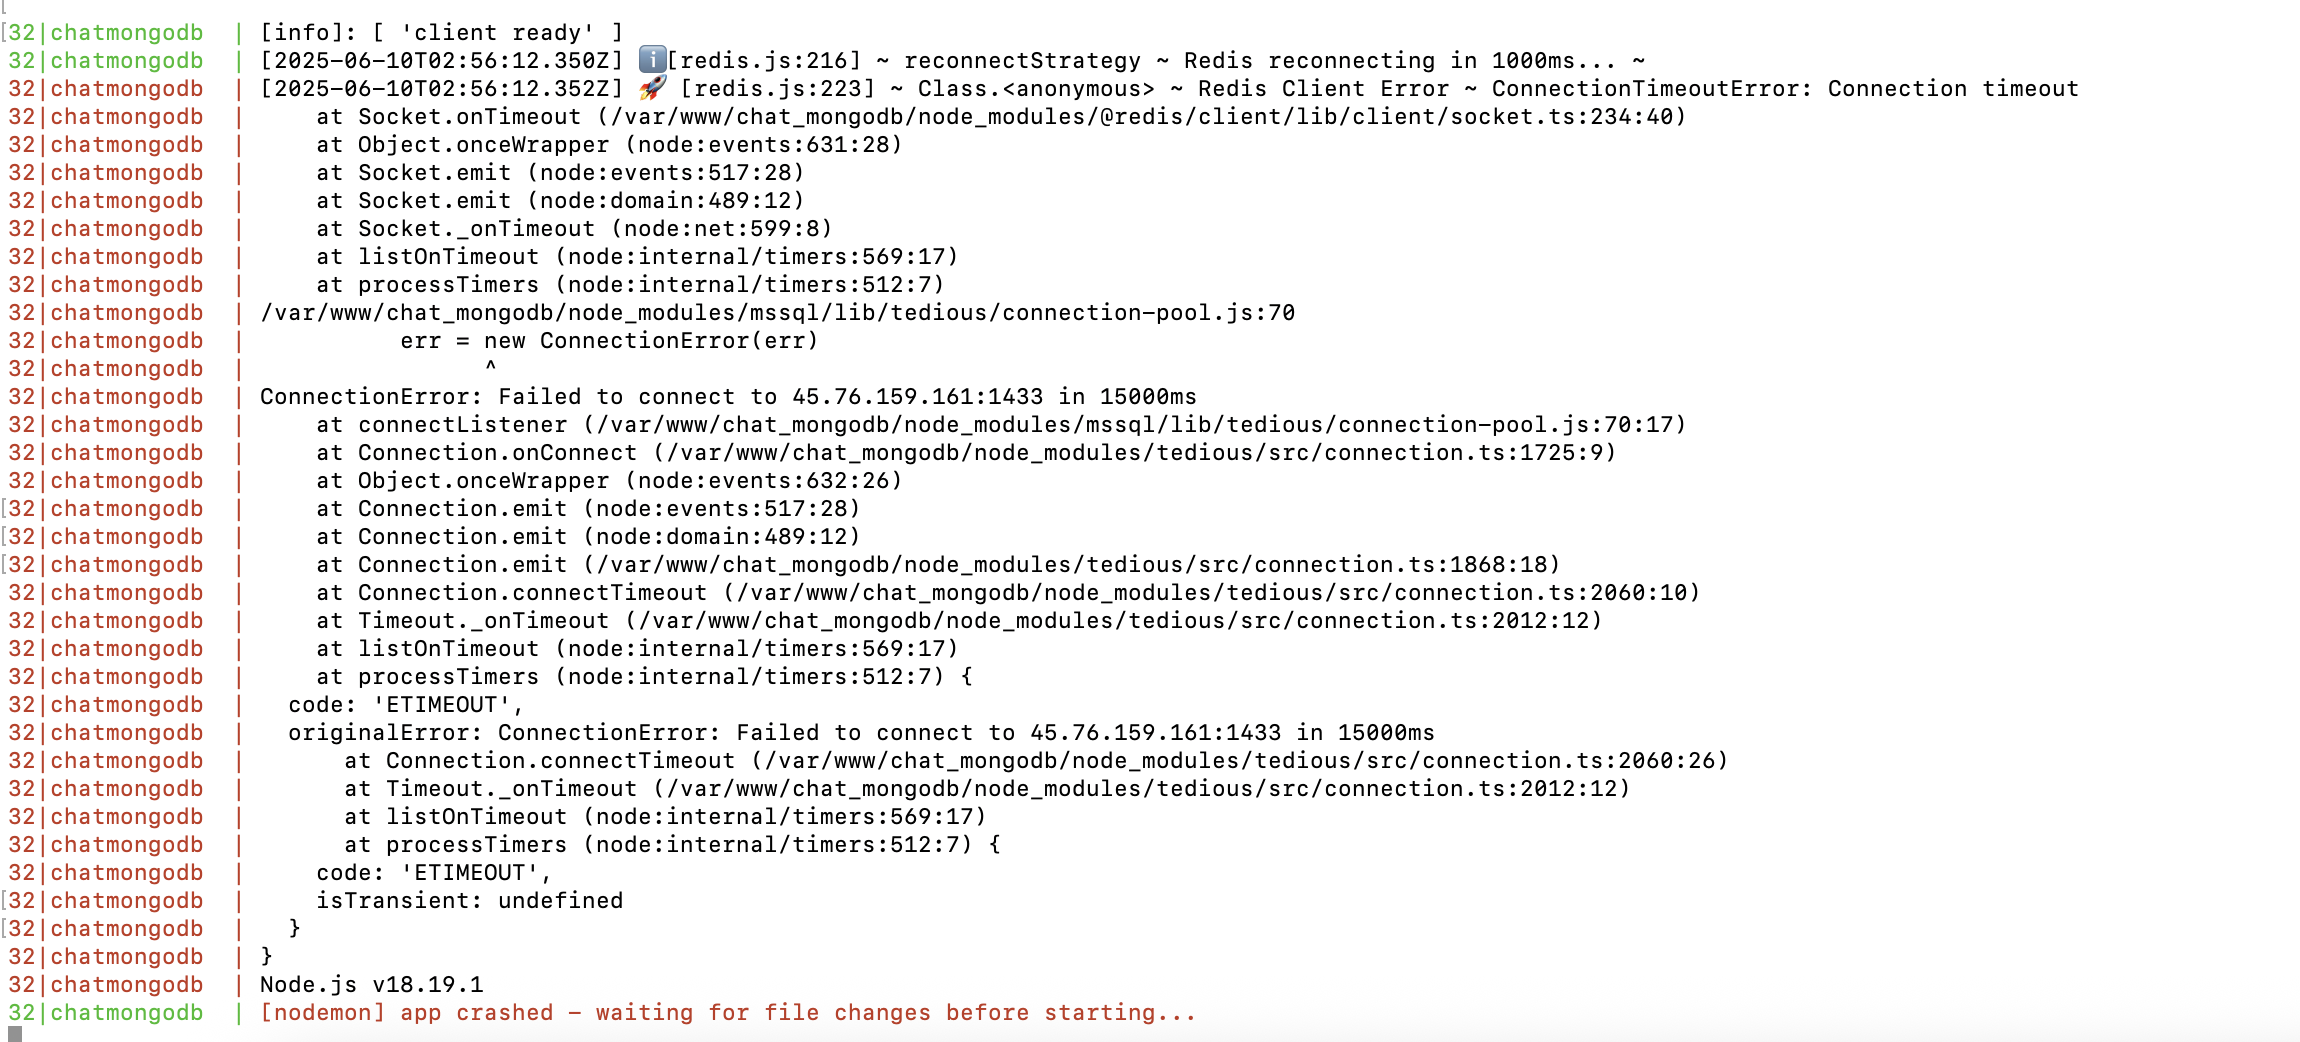 32|chatmongodb  | [info]: [ 'client ready' ]
32|chatmongodb  | [2025-06-10T02:56:12.350Z] ℹ️[redis.js:216] ~ reconnectStrategy ~ Redis reconnecting in 1000ms... ~
32|chatmongodb  | [2025-06-10T02:56:12.352Z] 🚀 [redis.js:223] ~ Class.<anonymous> ~ Redis Client Error ~ ConnectionTimeoutError: Connection timeout
32|chatmongodb  |     at Socket.onTimeout (/var/www/chat_mongodb/node_modules/@redis/client/lib/client/socket.ts:234:40)
32|chatmongodb  |     at Object.onceWrapper (node:events:631:28)
32|chatmongodb  |     at Socket.emit (node:events:517:28)
32|chatmongodb  |     at Socket.emit (node:domain:489:12)
32|chatmongodb  |     at Socket._onTimeout (node:net:599:8)
32|chatmongodb  |     at listOnTimeout (node:internal/timers:569:17)
32|chatmongodb  |     at processTimers (node:internal/timers:512:7)
32|chatmongodb  | /var/www/chat_mongodb/node_modules/mssql/lib/tedious/connection-pool.js:70
32|chatmongodb  |           err = new ConnectionError(err)
32|chatmongodb  |                 ^
32|chatmongodb  | ConnectionError: Failed to connect to 45.76.159.161:1433 in 15000ms
32|chatmongodb  |     at connectListener (/var/www/chat_mongodb/node_modules/mssql/lib/tedious/connection-pool.js:70:17)
32|chatmongodb  |     at Connection.onConnect (/var/www/chat_mongodb/node_modules/tedious/src/connection.ts:1725:9)
32|chatmongodb  |     at Object.onceWrapper (node:events:632:26)
32|chatmongodb  |     at Connection.emit (node:events:517:28)
32|chatmongodb  |     at Connection.emit (node:domain:489:12)
32|chatmongodb  |     at Connection.emit (/var/www/chat_mongodb/node_modules/tedious/src/connection.ts:1868:18)
32|chatmongodb  |     at Connection.connectTimeout (/var/www/chat_mongodb/node_modules/tedious/src/connection.ts:2060:10)
32|chatmongodb  |     at Timeout._onTimeout (/var/www/chat_mongodb/node_modules/tedious/src/connection.ts:2012:12)
32|chatmongodb  |     at listOnTimeout (node:internal/timers:569:17)
32|chatmongodb  |     at processTimers (node:internal/timers:512:7) {
32|chatmongodb  |   code: 'ETIMEOUT',
32|chatmongodb  |   originalError: ConnectionError: Failed to connect to 45.76.159.161:1433 in 15000ms
32|chatmongodb  |       at Connection.connectTimeout (/var/www/chat_mongodb/node_modules/tedious/src/connection.ts:2060:26)
32|chatmongodb  |       at Timeout._onTimeout (/var/www/chat_mongodb/node_modules/tedious/src/connection.ts:2012:12)
32|chatmongodb  |       at listOnTimeout (node:internal/timers:569:17)
32|chatmongodb  |       at processTimers (node:internal/timers:512:7) {
32|chatmongodb  |     code: 'ETIMEOUT',
32|chatmongodb  |     isTransient: undefined
32|chatmongodb  |   }
32|chatmongodb  | }
32|chatmongodb  | Node.js v18.19.1
32|chatmongodb  | [nodemon] app crashed - waiting for file changes before starting...